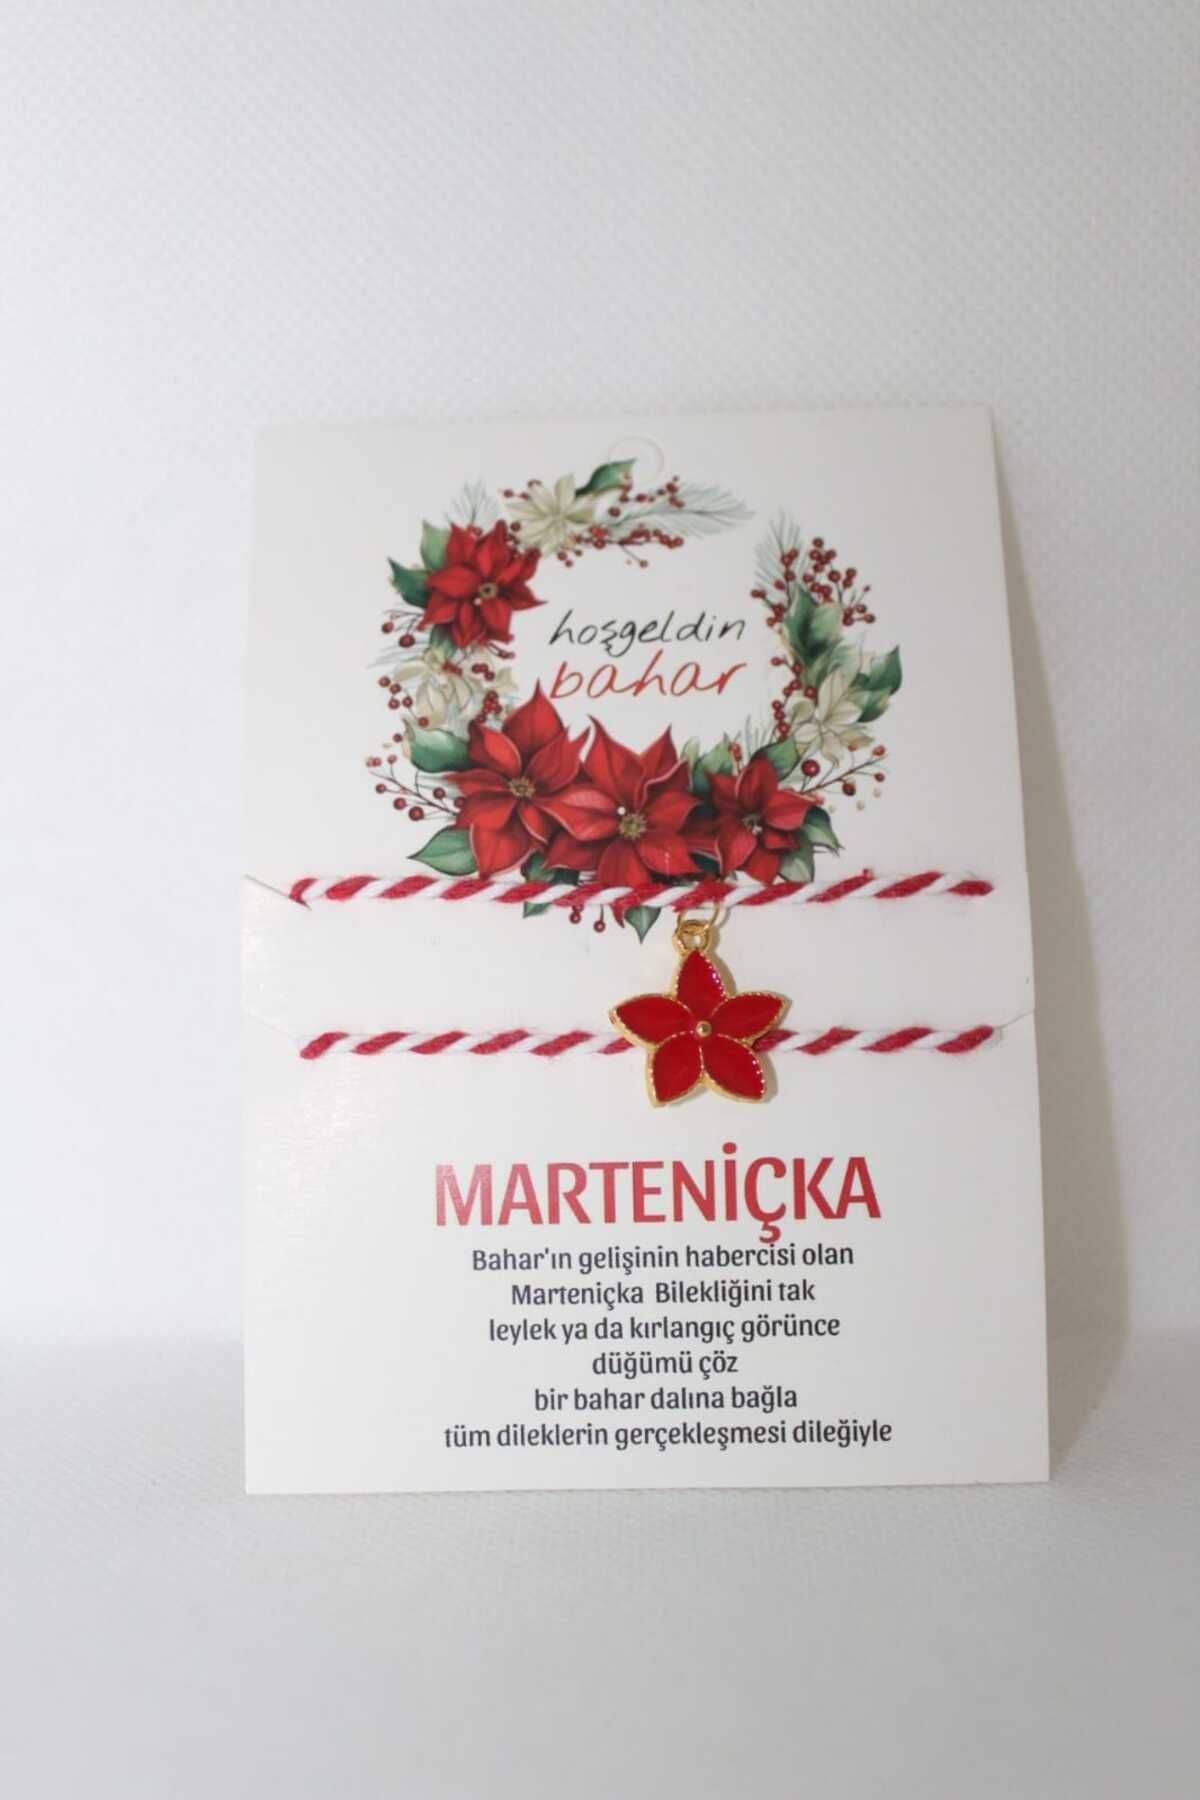 hoşgeldin
bahar
MARTENİÇKA
Bahar'ın gelişinin habercisi olan
Marteniçka Bilekliğini tak
leylek ya da kırlangıç görünce
düğümü çöz
bir bahar dalına bağla
tüm dileklerin gerçekleşmesi dileğiyle